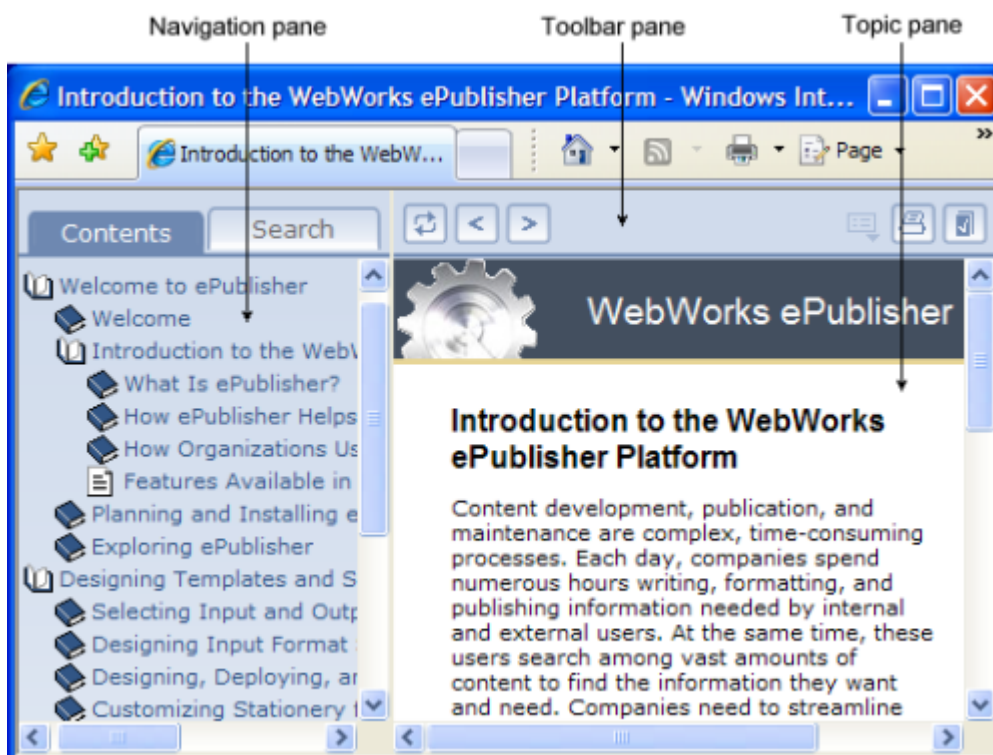 Navigation pane
Toolbar pane
Topic pane
Introduction to the WebWorks ePublisher Platform - Windows Int...
Introduction to the WebW...
Page
Contents
Search
Welcome to ePublisher
Welcome
Introduction to the Web
What Is ePublisher?
How ePublisher Helps
How Organizations Us
Features Available in
Planning and Installing e
Exploring ePublisher
Designing Templates and S
Selecting Input and Outp
Designing Input Format
Designing, Deploying, an
Customizing Stationery
WebWorks ePublisher
Introduction to the WebWorks
ePublisher Platform
Content development, publication, and
maintenance are complex, time-consuming
processes. Each day, companies spend
numerous hours writing, formatting, and
publishing information needed by internal
and external users. At the same time, these
users search among vast amounts of
content to find the information they want
and need. Companies need to streamline